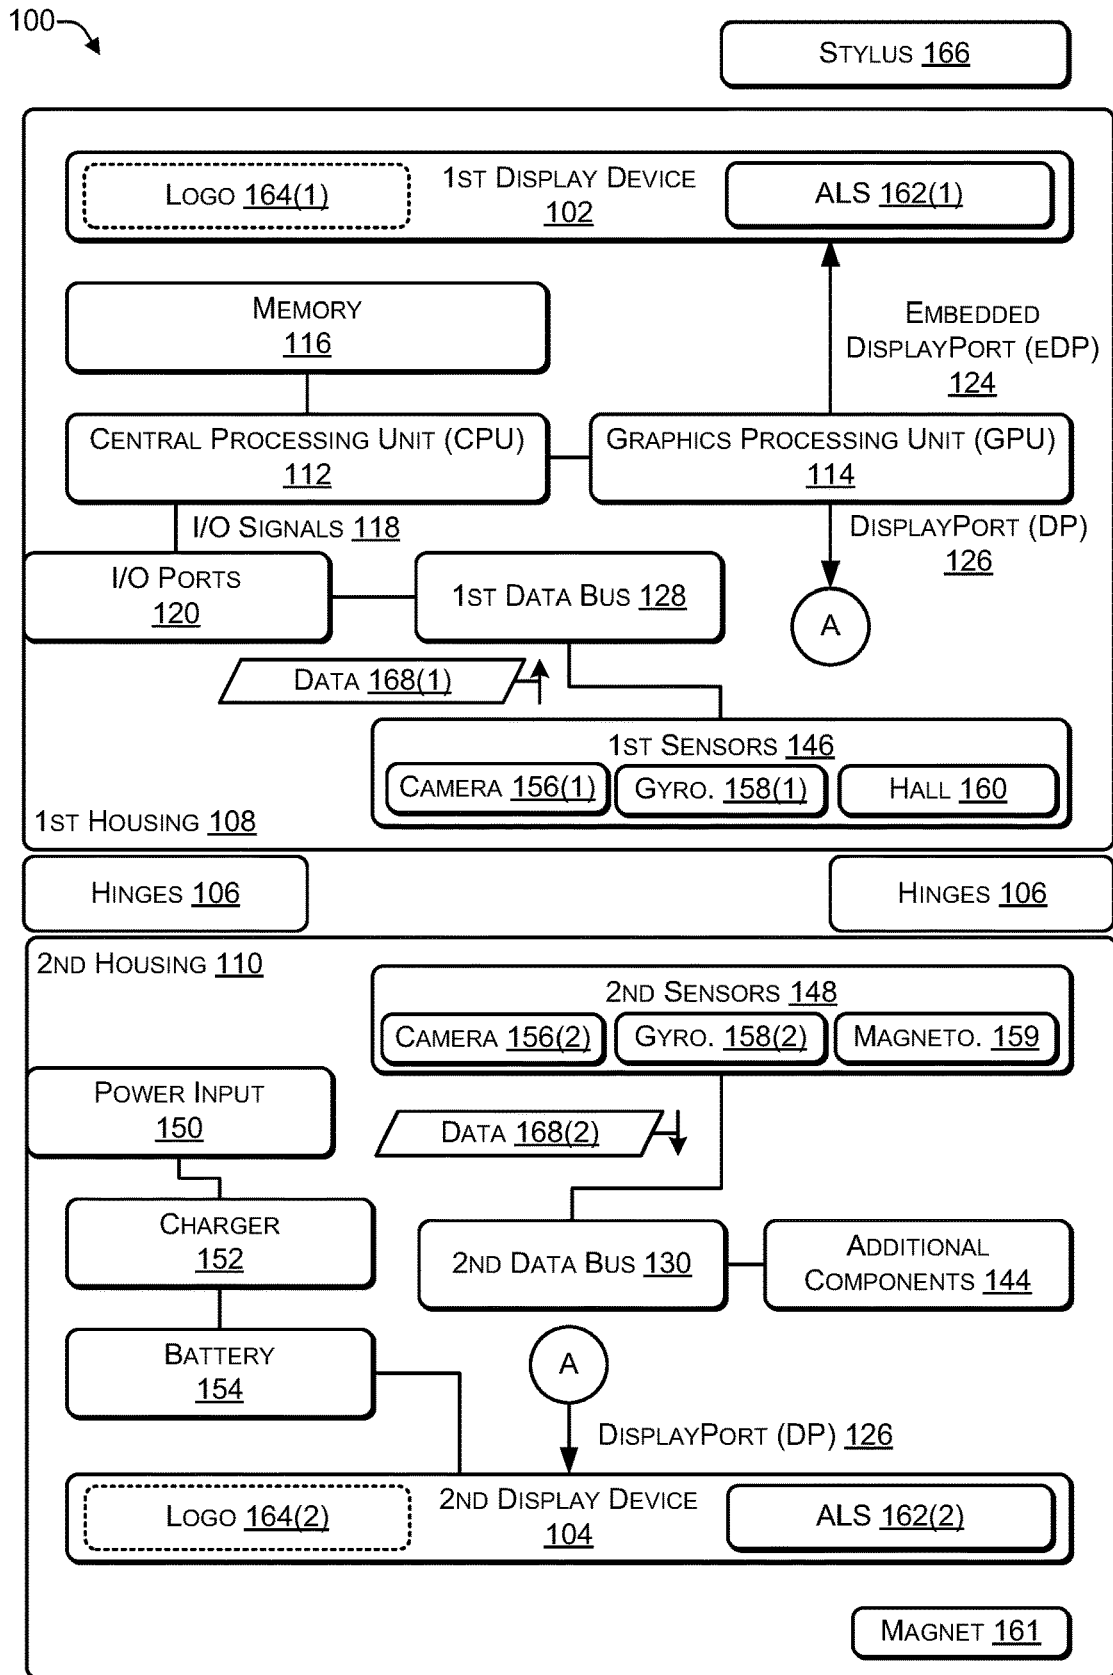 100
STYLUS 166
LOGO 164(1)
1ST DISPLAY DEVICE
102
ALS 162(1)
MEMORY
116
EMBEDDED
DISPLAYPORT (EDP)
124
CENTRAL PROCESSING UNIT (CPU)
112
GRAPHICS PROCESSING UNIT (GPU)
114
I/O SIGNALS 118
DISPLAYPORT (DP)
126
I/O PORTS
120
1ST DATA BUS 128
A
DATA 168(1)
1ST SENSORS 146
CAMERA 156(1)
GYRO. 158(1)
HALL 160
1ST HOUSING 108
HINGES 106
HINGES 106
2ND HOUSING 110
2ND SENSORS 148
CAMERA 156(2)
GYRO. 158(2)
MAGNETO. 159
POWER INPUT
150
DATA 168(2)
CHARGER
152
2ND DATA BUS 130
ADDITIONAL
COMPONENTS 144
BATTERY
154
A
DISPLAYPORT (DP) 126
LOGO 164(2)
2ND DISPLAY DEVICE
104
ALS 162(2)
MAGNET 161